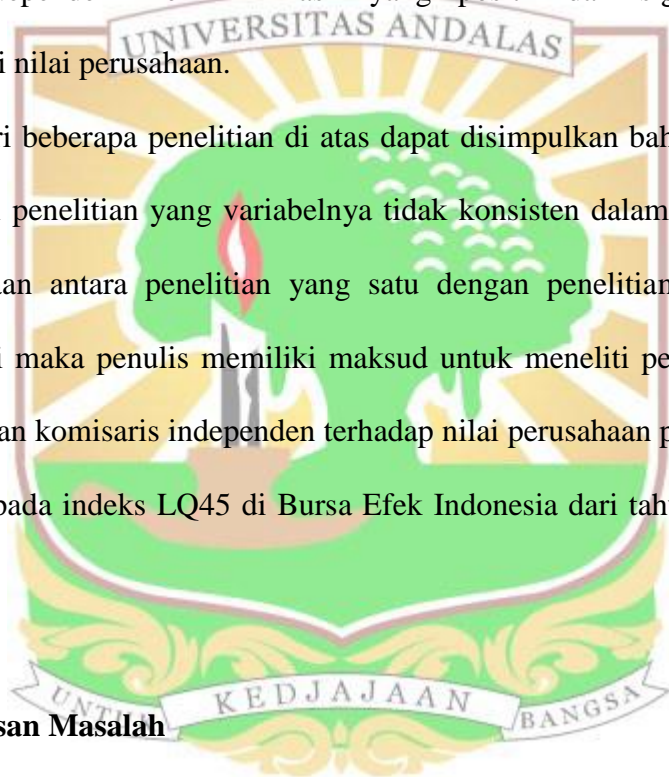 UNIVERSITAS ANDALAS
i nilai perusahaan.
ri beberapa penelitian di atas dapat disimpulkan bah
penelitian yang variabelnya tidak konsisten dalam
an antara penelitian yang satu dengan penelitian
i maka penulis memiliki maksud untuk meneliti pe
an komisaris independen terhadap nilai perusahaan p
pada indeks LQ45 di Bursa Efek Indonesia dari tah
UNTUK KEDJAJAAN BANGSA
san Masalah